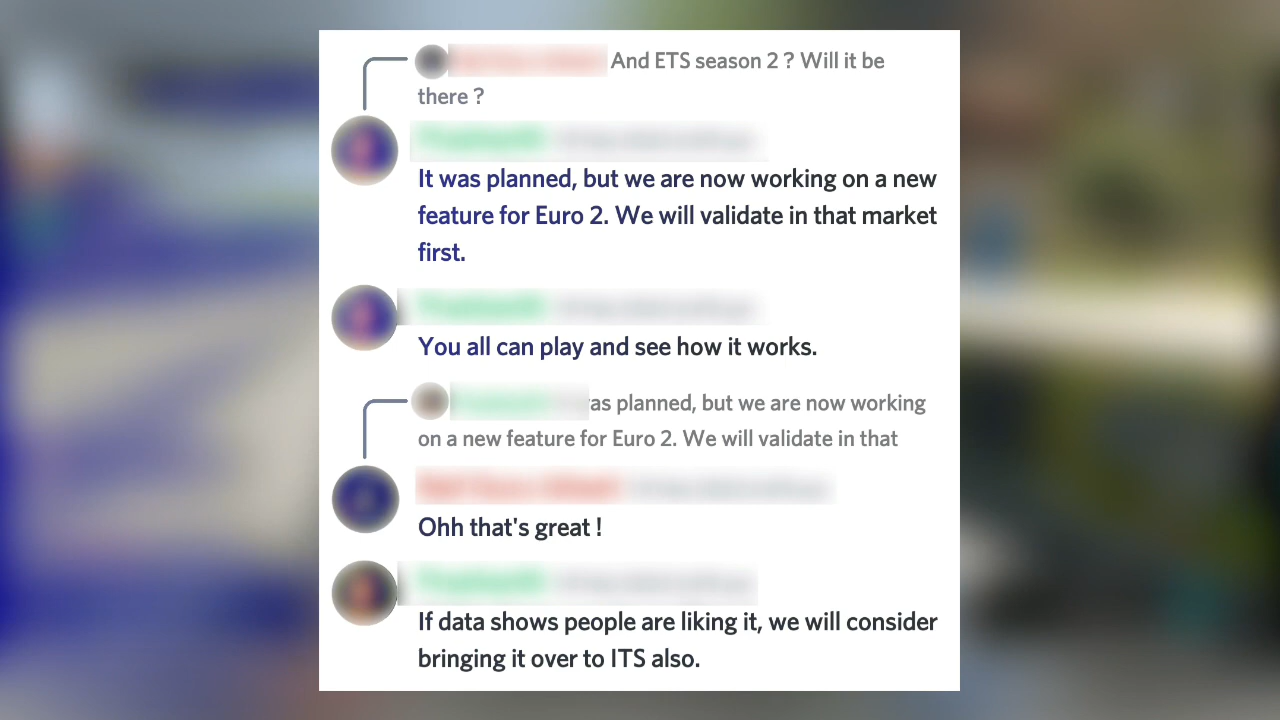 And ETS season 2 ? Will it be
there ?
It was planned, but we are now working on a new
feature for Euro 2. We will validate in that market
first.
You all can play and see how it works.
as planned, but we are now working
on a new feature for Euro 2. We will validate in that
Ohh that's great !
If data shows people are liking it, we will consider
bringing it over to ITS also.